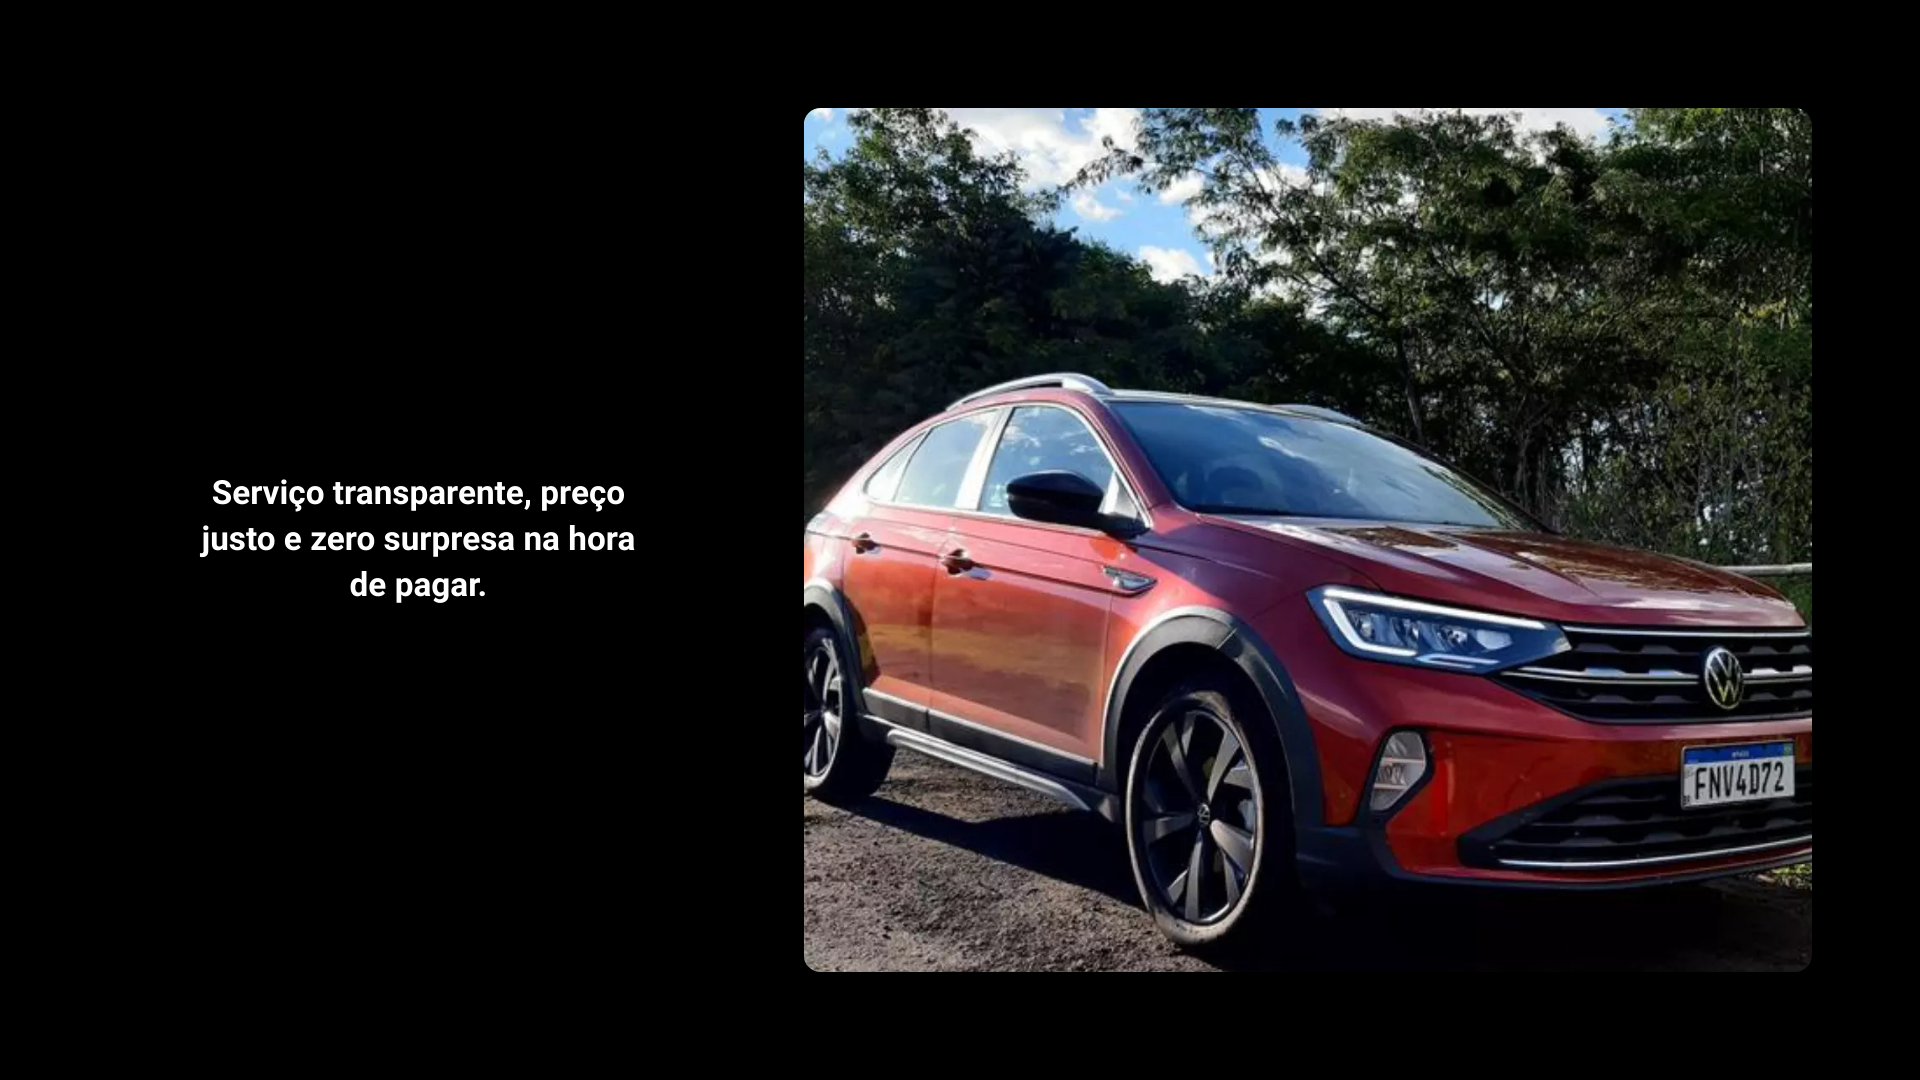 Serviço transparente, preço
justo e zero surpresa na hora
de pagar.
FNV4D72